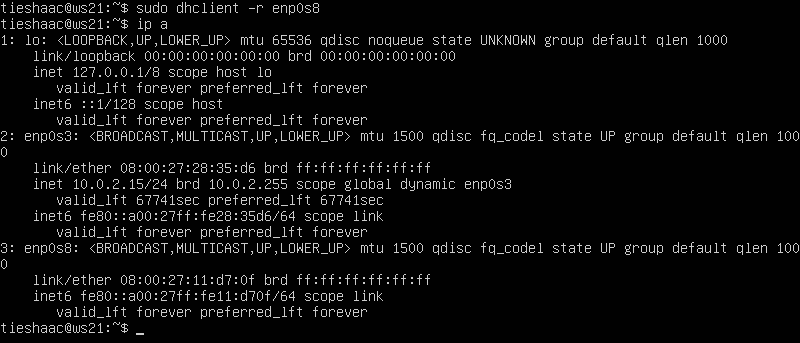 tieshaac@ws21:~$ sudo dhclient -r enp0s8
tieshaac@ws21:~$ ip a
1: lo: <LOOPBACK,UP,LOWER_UP> mtu 65536 qdisc noqueue state UNKNOWN group default qlen 1000
    link/loopback 00:00:00:00:00:00 brd 00:00:00:00:00:00
    inet 127.0.0.1/8 scope host lo
       valid_lft forever preferred_lft forever
    inet6 ::1/128 scope host
       valid_lft forever preferred_lft forever
2: enp0s3: <BROADCAST,MULTICAST,UP,LOWER_UP> mtu 1500 qdisc fq_codel state UP group default qlen 100
0
    link/ether 08:00:27:28:35:d6 brd ff:ff:ff:ff:ff:ff
    inet 10.0.2.15/24 brd 10.0.2.255 scope global dynamic enp0s3
       valid_lft 67741sec preferred_lft 67741sec
    inet6 fe80::a00:27ff:fe28:35d6/64 scope link
       valid_lft forever preferred_lft forever
3: enp0s8: <BROADCAST,MULTICAST,UP,LOWER_UP> mtu 1500 qdisc fq_codel state UP group default qlen 100
0
    link/ether 08:00:27:11:d7:0f brd ff:ff:ff:ff:ff:ff
    inet6 fe80::a00:27ff:fe11:d70f/64 scope link
       valid_lft forever preferred_lft forever
tieshaac@ws21:~$ _